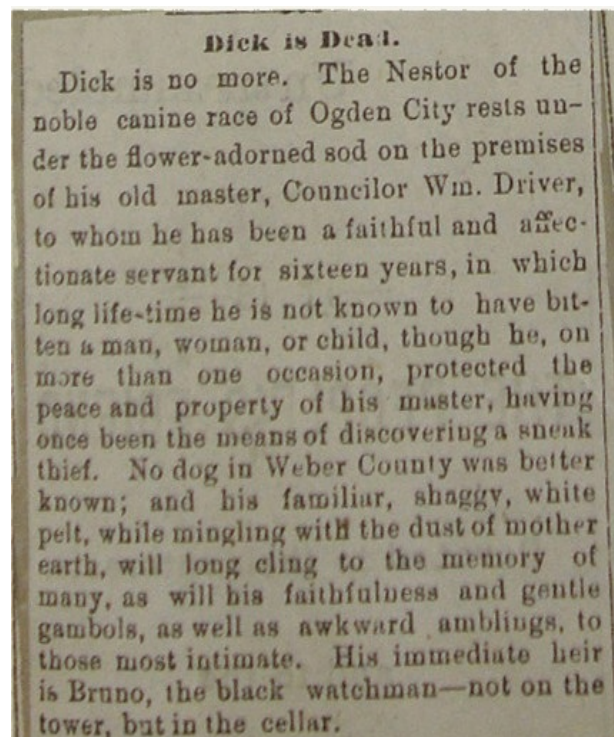 Dick is Dead.
Dick is no more. The Nestor of the
noble canine race of Ogden City rests un-
der the flower-adorned sod on the premises
of his old master, Councilor Wm. Driver,
to whom he has been a faithful and affec-
tionate servant for sixteen years, in which
long life-time he is not known to have bit-
ten a man, woman, or child, though he, on
more than one occasion, protected the
peace and property of his master, having
once been the means of discovering a sneak
thief. No dog in Weber County was better
known; and his familiar, shaggy, white
pelt, while mingling with the dust of mother
earth, will long cling to the memory of
many, as will his faithfulness and gentle
gambols, as well as awkward amblings, to
those most intimate. His immediate heir
is Bruno, the black watchman—not on the
tower, but in the cellar.